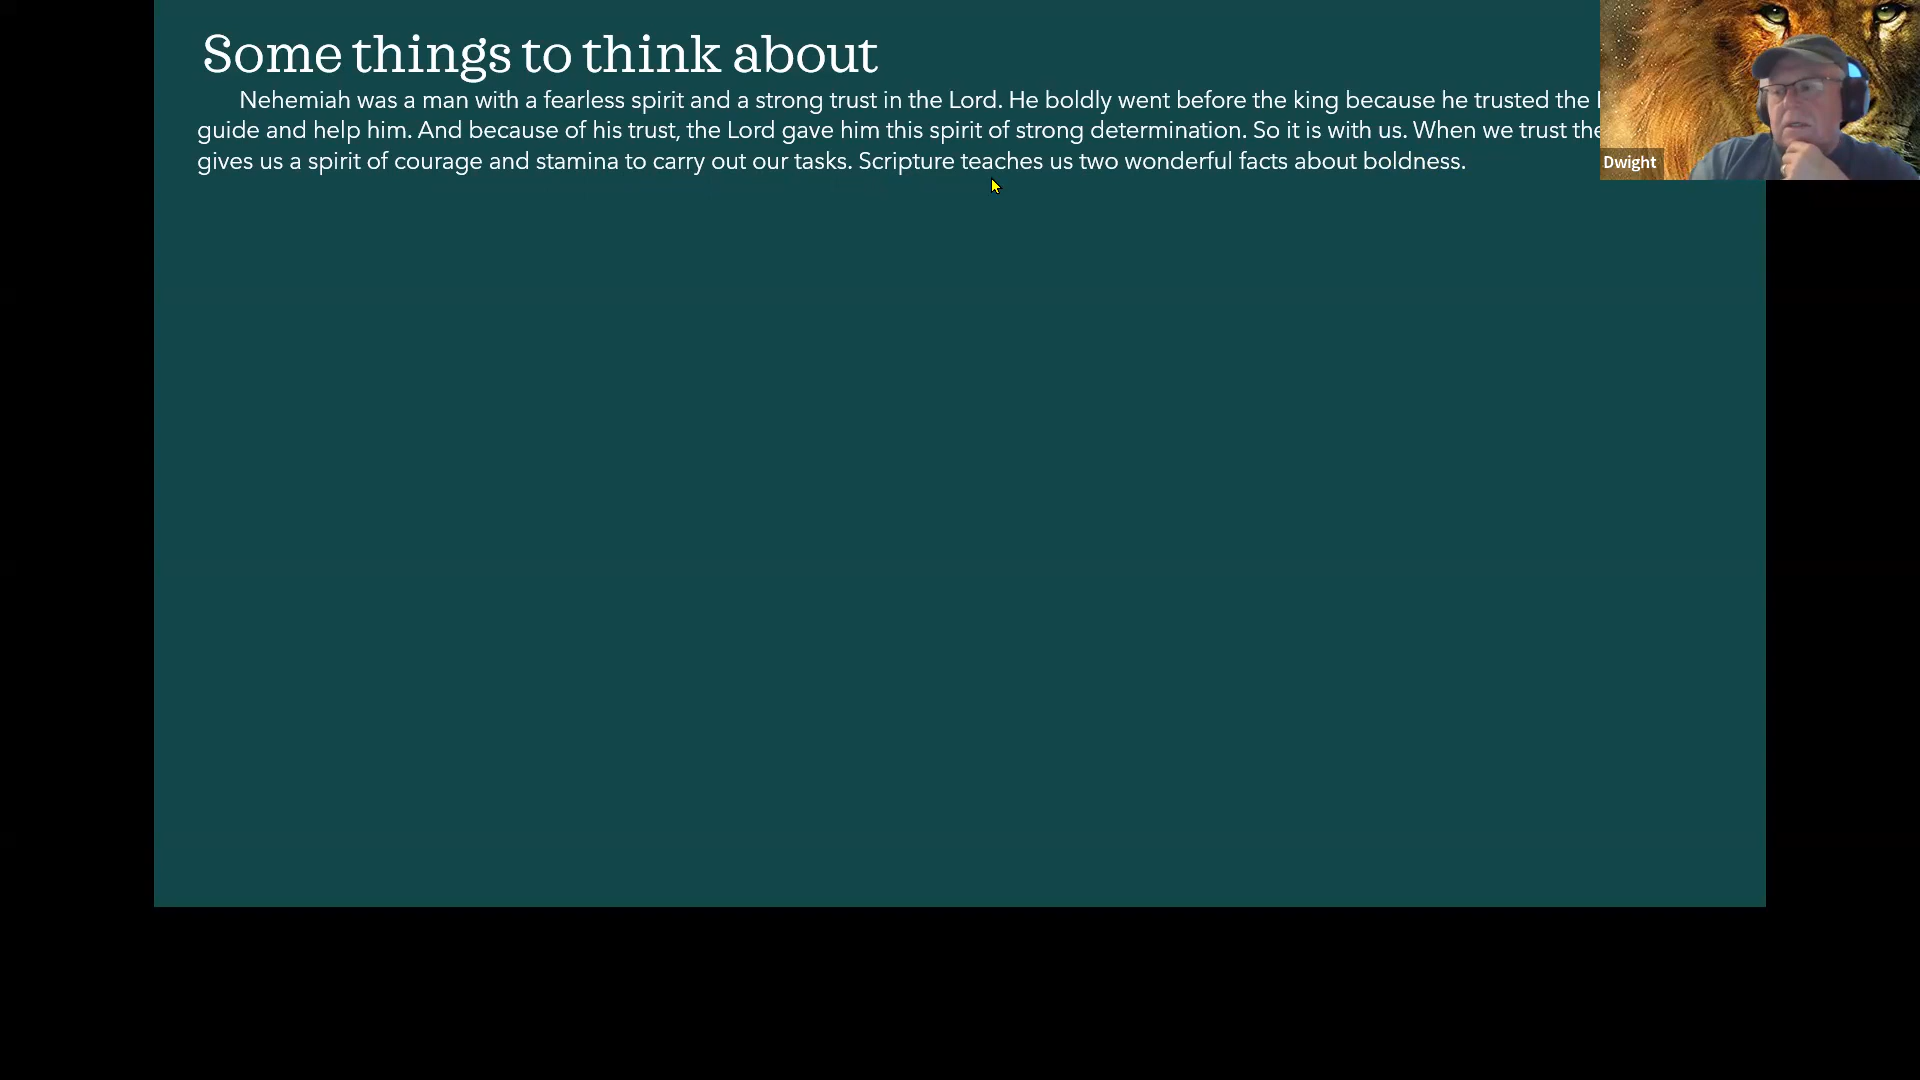 Some things to think about
Nehemiah was a man with a fearless spirit and a strong trust in the Lord. He boldly went before the king because he trusted the
guide and help him. And because of his trust, the Lord gave him this spirit of strong determination. So it is with us. When we trust the
gives us a spirit of courage and stamina to carry out our tasks. Scripture teaches us two wonderful facts about boldness.
Dwight